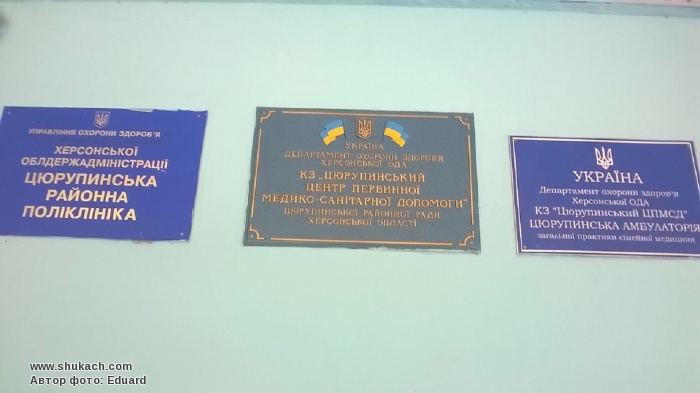 УПРАВЛІННЯ ОХОРОНИ ЗДОРОВ'Я
ХЕРСОНСЬКОЇ
ОБЛДЕРЖАДМІНІСТРАЦІЇ
ЦЮРУПИНСЬКА
РАЙОННА
ПОЛІКЛІНІКА
УКРАЇНА
ДЕПАРТАМЕНТ ОХОРОНИ ЗДОРОВ'Я
ХЕРСОНСЬКОЇ ОДА
КЗ „ЦЮРУПИНСЬКИЙ
ЦЕНТР ПЕРВИННОЇ
МЕДИКО-САНІТАРНОЇ ДОПОМОГИ"
ЦЮРУПИНСЬКОЇ РАЙОННОЇ РАДИ
ХЕРСОНСЬКОЇ ОБЛАСТІ
УКРАЇНА
Департамент охорони здоров'я
Херсонської ОДА
КЗ "Цюрупинський ЦПМСД"
ЦЮРУПИНСЬКА АМБУЛАТОРІЯ
загальної практики сімейної медицини
www.shukach.com
Автор фото: Eduard